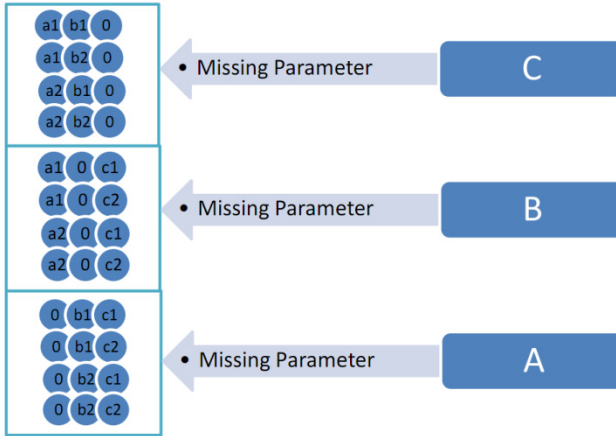 a1 b1 0
a1 b2 0
a2 b1 0
a2 b2 0
• Missing Parameter
C
a1 0 c1
a1 0 c2
a2 0 c1
a2 0 c2
• Missing Parameter
B
0 b1 c1
0 b1 c2
0 b2 c1
0 b2 c2
• Missing Parameter
A